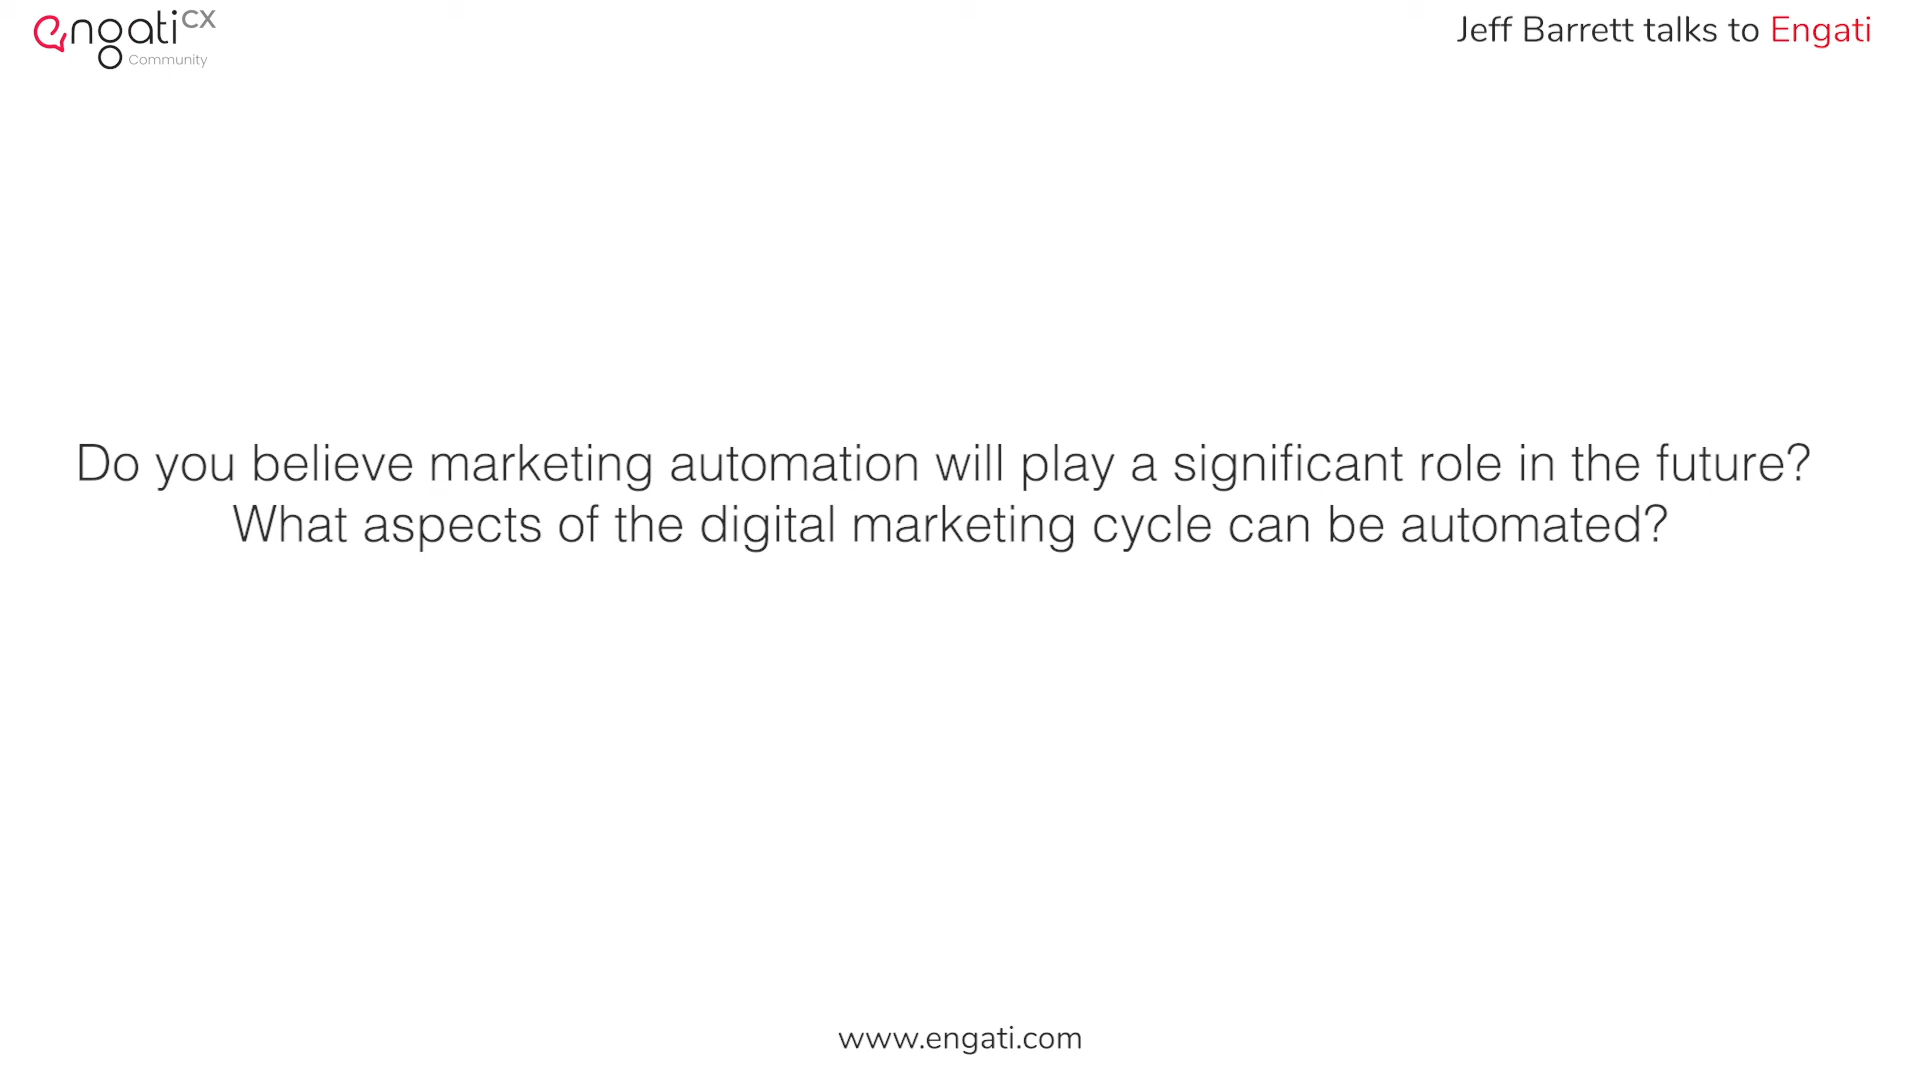 engati CX
Community
Jeff Barrett talks to Engati
Do you believe marketing automation will play a significant role in the future?
What aspects of the digital marketing cycle can be automated?
www.engati.com